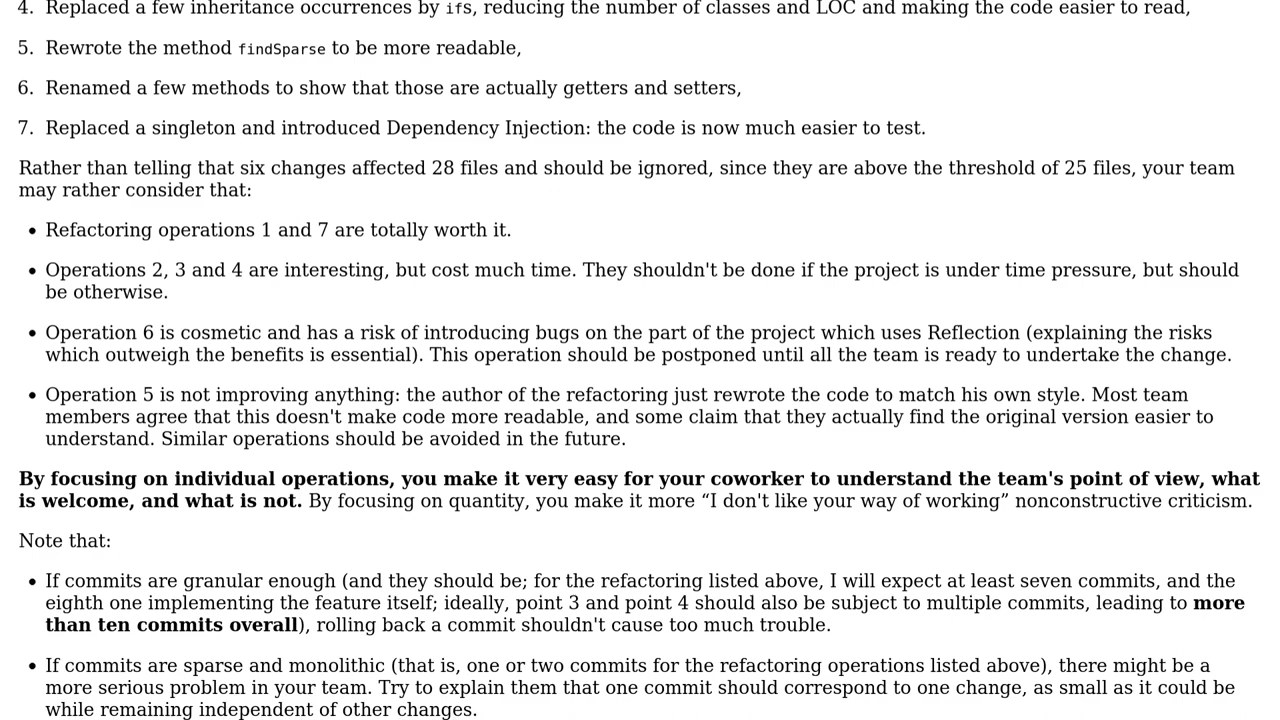 4. Replaced a few inheritance occurrences by ifs, reducing the number of classes and LOC and making the code easier to read,
5. Rewrote the method findSparse to be more readable,
6. Renamed a few methods to show that those are actually getters and setters,
7. Replaced a singleton and introduced Dependency Injection: the code is now much easier to test.
Rather than telling that six changes affected 28 files and should be ignored, since they are above the threshold of 25 files, your team
may rather consider that:
• Refactoring operations 1 and 7 are totally worth it.
• Operations 2, 3 and 4 are interesting, but cost much time. They shouldn't be done if the project is under time pressure, but should
be otherwise.
• Operation 6 is cosmetic and has a risk of introducing bugs on the part of the project which uses Reflection (explaining the risks
which outweigh the benefits is essential). This operation should be postponed until all the team is ready to undertake the change.
• Operation 5 is not improving anything: the author of the refactoring just rewrote the code to match his own style. Most team
members agree that this doesn't make code more readable, and some claim that they actually find the original version easier to
understand. Similar operations should be avoided in the future.
By focusing on individual operations, you make it very easy for your coworker to understand the team's point of view, what
is welcome, and what is not. By focusing on quantity, you make it more “I don't like your way of working” nonconstructive criticism.
Note that:
• If commits are granular enough (and they should be; for the refactoring listed above, I will expect at least seven commits, and the
eighth one implementing the feature itself; ideally, point 3 and point 4 should also be subject to multiple commits, leading to more
than ten commits overall), rolling back a commit shouldn't cause too much trouble.
• If commits are sparse and monolithic (that is, one or two commits for the refactoring operations listed above), there might be a
more serious problem in your team. Try to explain them that one commit should correspond to one change, as small as it could be
while remaining independent of other changes.